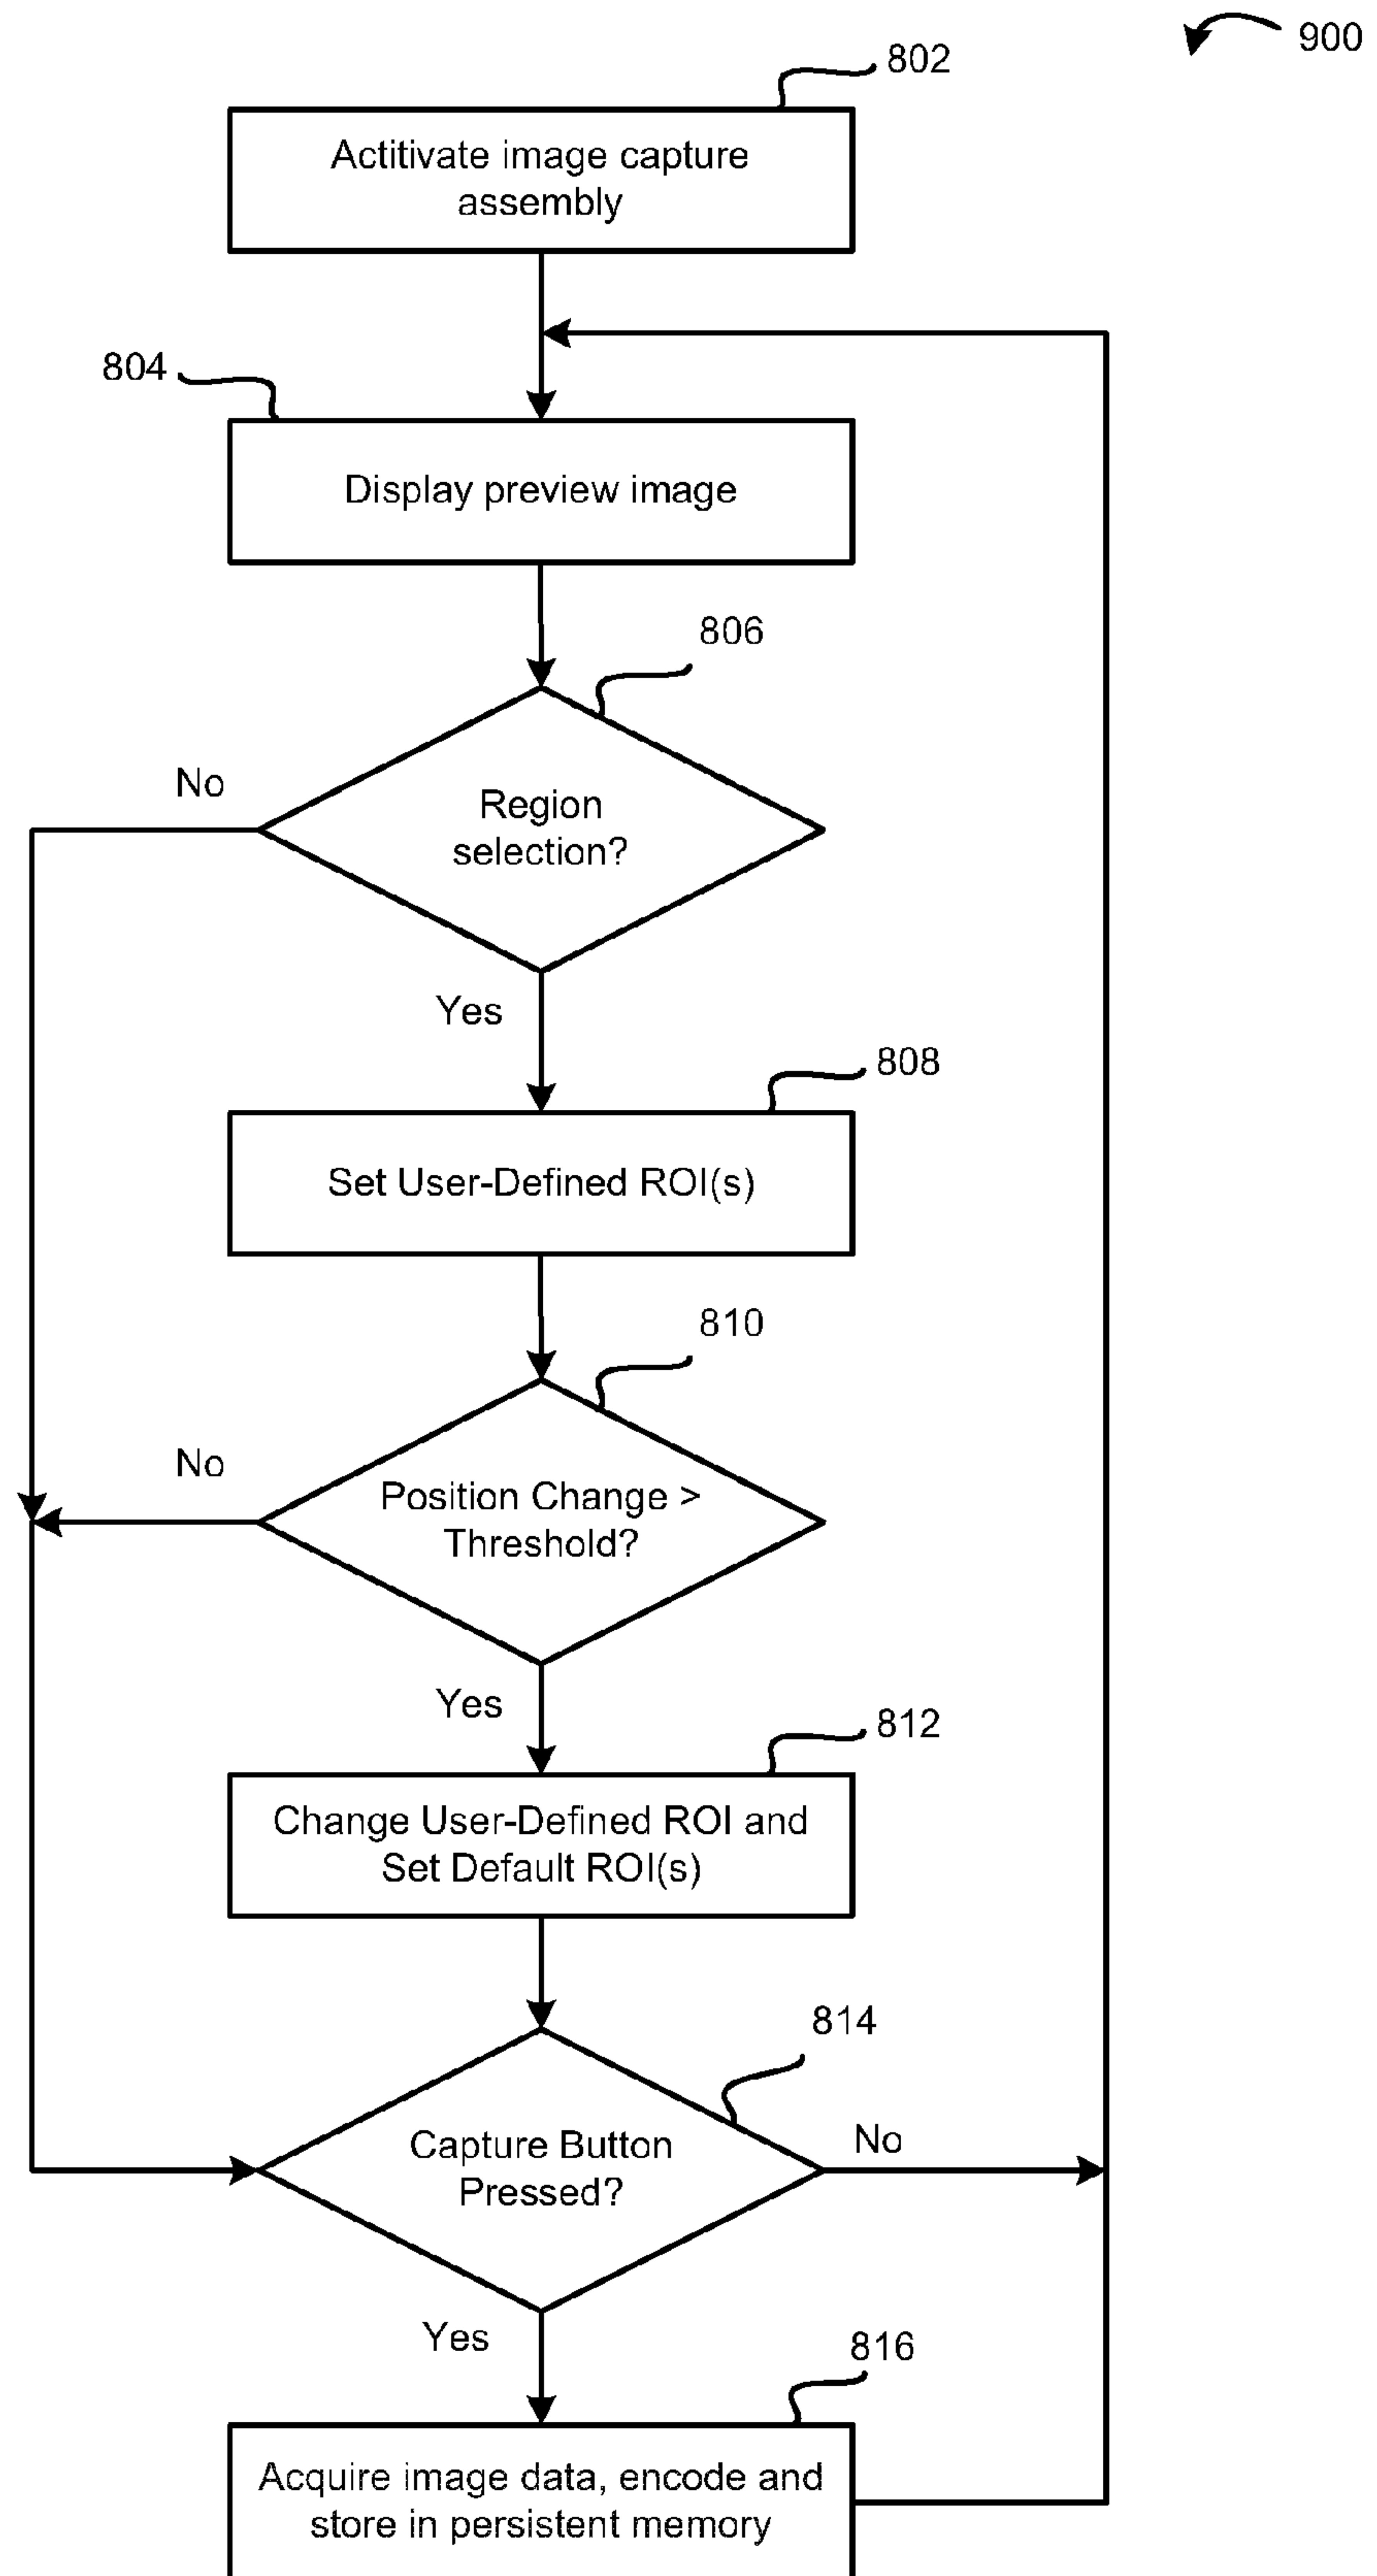 900
802
Actitivate image capture
assembly
804
Display preview image
806
No
Region
selection?
Yes
808
Set User-Defined ROI(s)
810
No
Position Change >
Threshold?
Yes
812
Change User-Defined ROI and
Set Default ROI(s)
814
Capture Button
Pressed?
No
Yes
816
Acquire image data, encode and
store in persistent memory